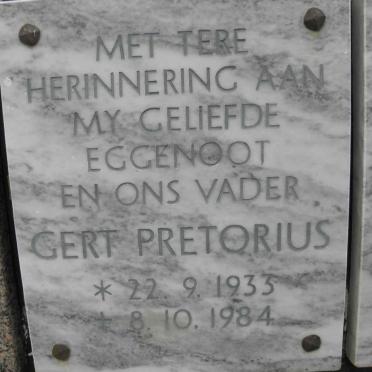 MET TERE
HERINNERING AAN
MY GELIEFDE
EGGENOOT
EN ONS VADER
GERT PRETORIUS
* 22. 9. 1935
+ 8. 10. 1984